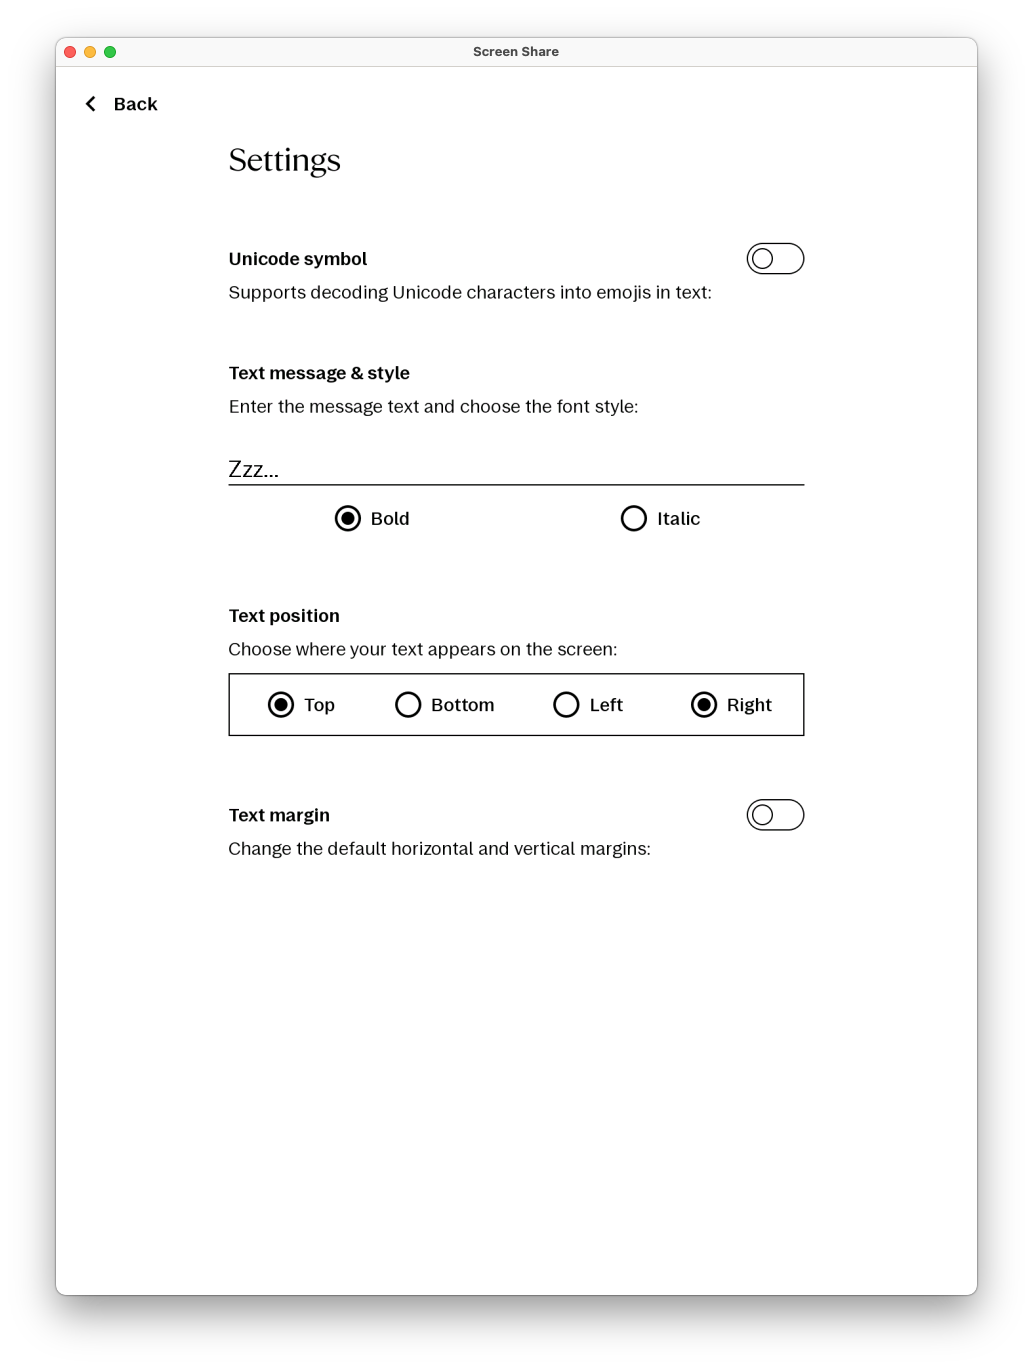 Screen Share
Back
Settings
Unicode symbol
Supports decoding Unicode characters into emojis in text:
Text message & style
Enter the message text and choose the font style:
Zzz...
Bold Italic
Text position
Choose where your text appears on the screen:
Top Bottom Left Right
Text margin
Change the default horizontal and vertical margins: